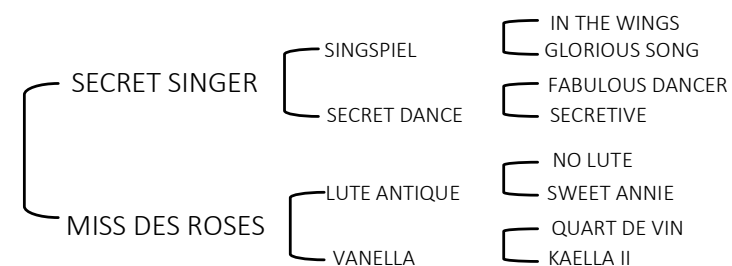 IN THE WINGS
SINGSPIEL
GLORIOUS SONG
SECRET SINGER
FABULOUS DANCER
SECRET DANCE
SECRETIVE
NO LUTE
LUTE ANTIQUE
SWEET ANNIE
MISS DES ROSES
QUART DE VIN
VANELLA
KAELLA II